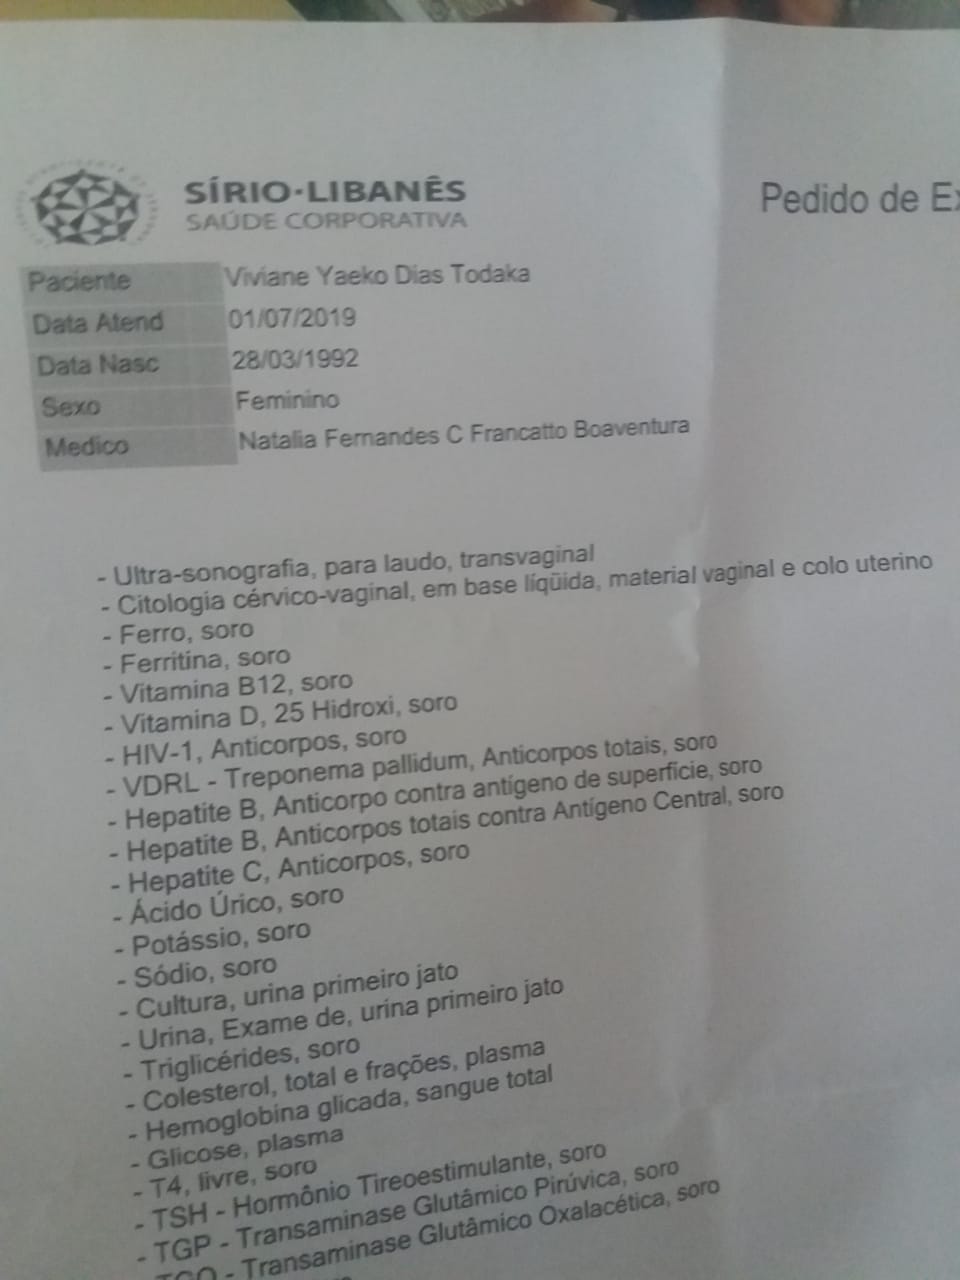 SÍRIO-LIBANÊS
SAÚDE CORPORATIVA
Pedido de
Paciente Viviane Yaeko Dias Todaka
Data Atend 01/07/2019
Data Nasc 28/03/1992
Sexo Feminino
Medico Natalia Fernandes C Francatto Boaventura
- Ultra-sonografia, para laudo, transvaginal
- Citologia cérvico-vaginal, em base líqüida, material vaginal e colo uterino
- Ferro, soro
- Ferritina, soro
- Vitamina B12, soro
- Vitamina D, 25 Hidroxi, soro
- HIV-1, Anticorpos, soro
- VDRL - Treponema pallidum, Anticorpos totais, soro
- Hepatite B, Anticorpo contra antígeno de superfície, soro
- Hepatite B, Anticorpos totais contra Antígeno Central, soro
- Hepatite C, Anticorpos, soro
- Ácido Úrico, soro
- Potássio, soro
- Sódio, soro
- Cultura, urina primeiro jato
- Urina, Exame de, urina primeiro jato
- Triglicérides, soro
- Colesterol, total e frações, plasma
- Hemoglobina glicada, sangue total
- Glicose, plasma
- T4, livre, soro
- TSH - Hormônio Tireoestimulante, soro
- TGP - Transaminase Glutâmico Pirúvica, soro
- TGO - Transaminase Glutâmico Oxalacética, soro